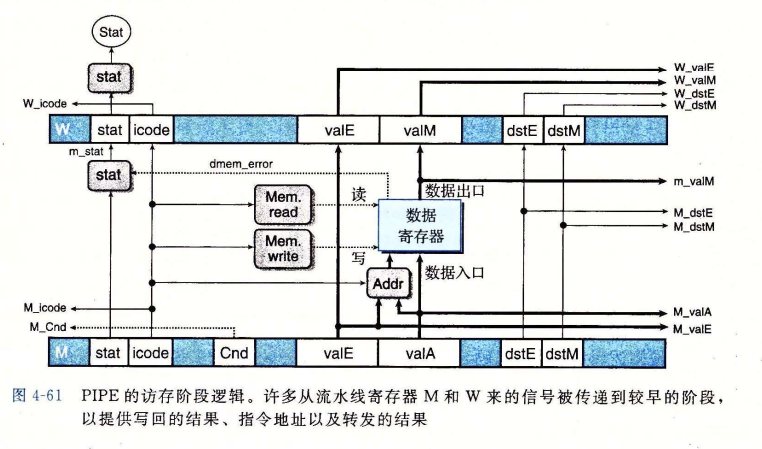 Stat
stat
W_valE
W_valM
W_icode
W_dstE
W_dstM
W stat icode valE valM dstE dstM
m_stat
dmem_error
stat
数据出口
m_valM
Mem. read
读
数据
寄存器
M_dstE
M_dstM
Mem. write
写
数据入口
Addr
M_icode
M_valA
M_Cnd
M_valE
M stat icode Cnd valE valA dstE dstM
图 4-61 PIPE 的访存阶段逻辑。许多从流水线寄存器 M 和 W 来的信号被传递到较早的阶段，
以提供写回的结果、指令地址以及转发的结果